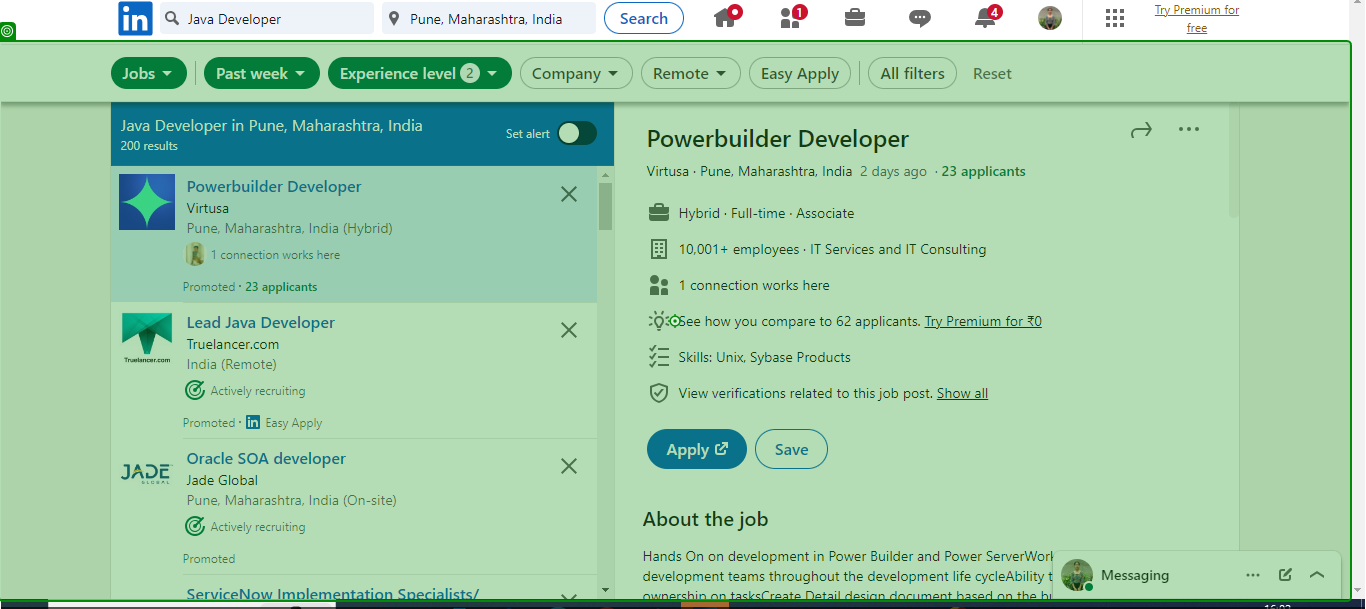 in
Java Developer
Pune, Maharashtra, India
Search
1
4
Try Premium for
free
Jobs
Past week
Experience level 2
Company
Remote
Easy Apply
All filters
Reset
Java Developer in Pune, Maharashtra, India
200 results
Set alert
Powerbuilder Developer
Virtusa
Pune, Maharashtra, India (Hybrid)
1 connection works here
Promoted · 23 applicants
Lead Java Developer
Truelancer.com
Truelancer.com
India (Remote)
Actively recruiting
Promoted · in Easy Apply
Oracle SOA developer
JADE
GLOBAL
Jade Global
Pune, Maharashtra, India (On-site)
Actively recruiting
Promoted
ServiceNow Implementation Specialists/
Powerbuilder Developer
Virtusa · Pune, Maharashtra, India 2 days ago · 23 applicants
Hybrid · Full-time · Associate
10,001+ employees · IT Services and IT Consulting
1 connection works here
See how you compare to 62 applicants. Try Premium for ₹0
Skills: Unix, Sybase Products
View verifications related to this job post. Show all
Apply
Save
About the job
Hands On on development in Power Builder and Power ServerWork
development teams throughout the development life cycleAbility
ownership on tasksCreate Detail design document based on the
Messaging